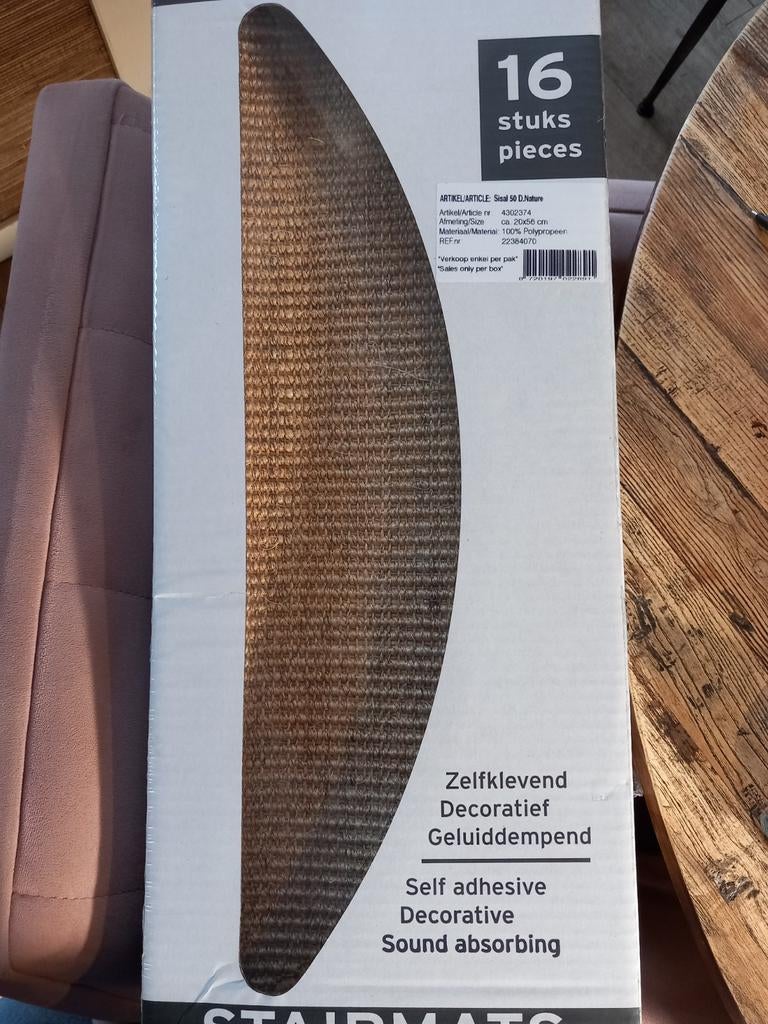 16
stuks
pieces
ARTIKEL/ARTICLE: Sisal 50 D.Nature
Artikel/Article nr 4302374
Afmeting/Size ca. 20x56 cm
Materiaal/Material: 100% Polypropeen
REF.nr 22384070
*Verkoop enkel per pak*
*Sales only per box*
Zelfklevend
Decoratief
Geluiddempend
Self adhesive
Decorative
Sound absorbing
STAIRMATS